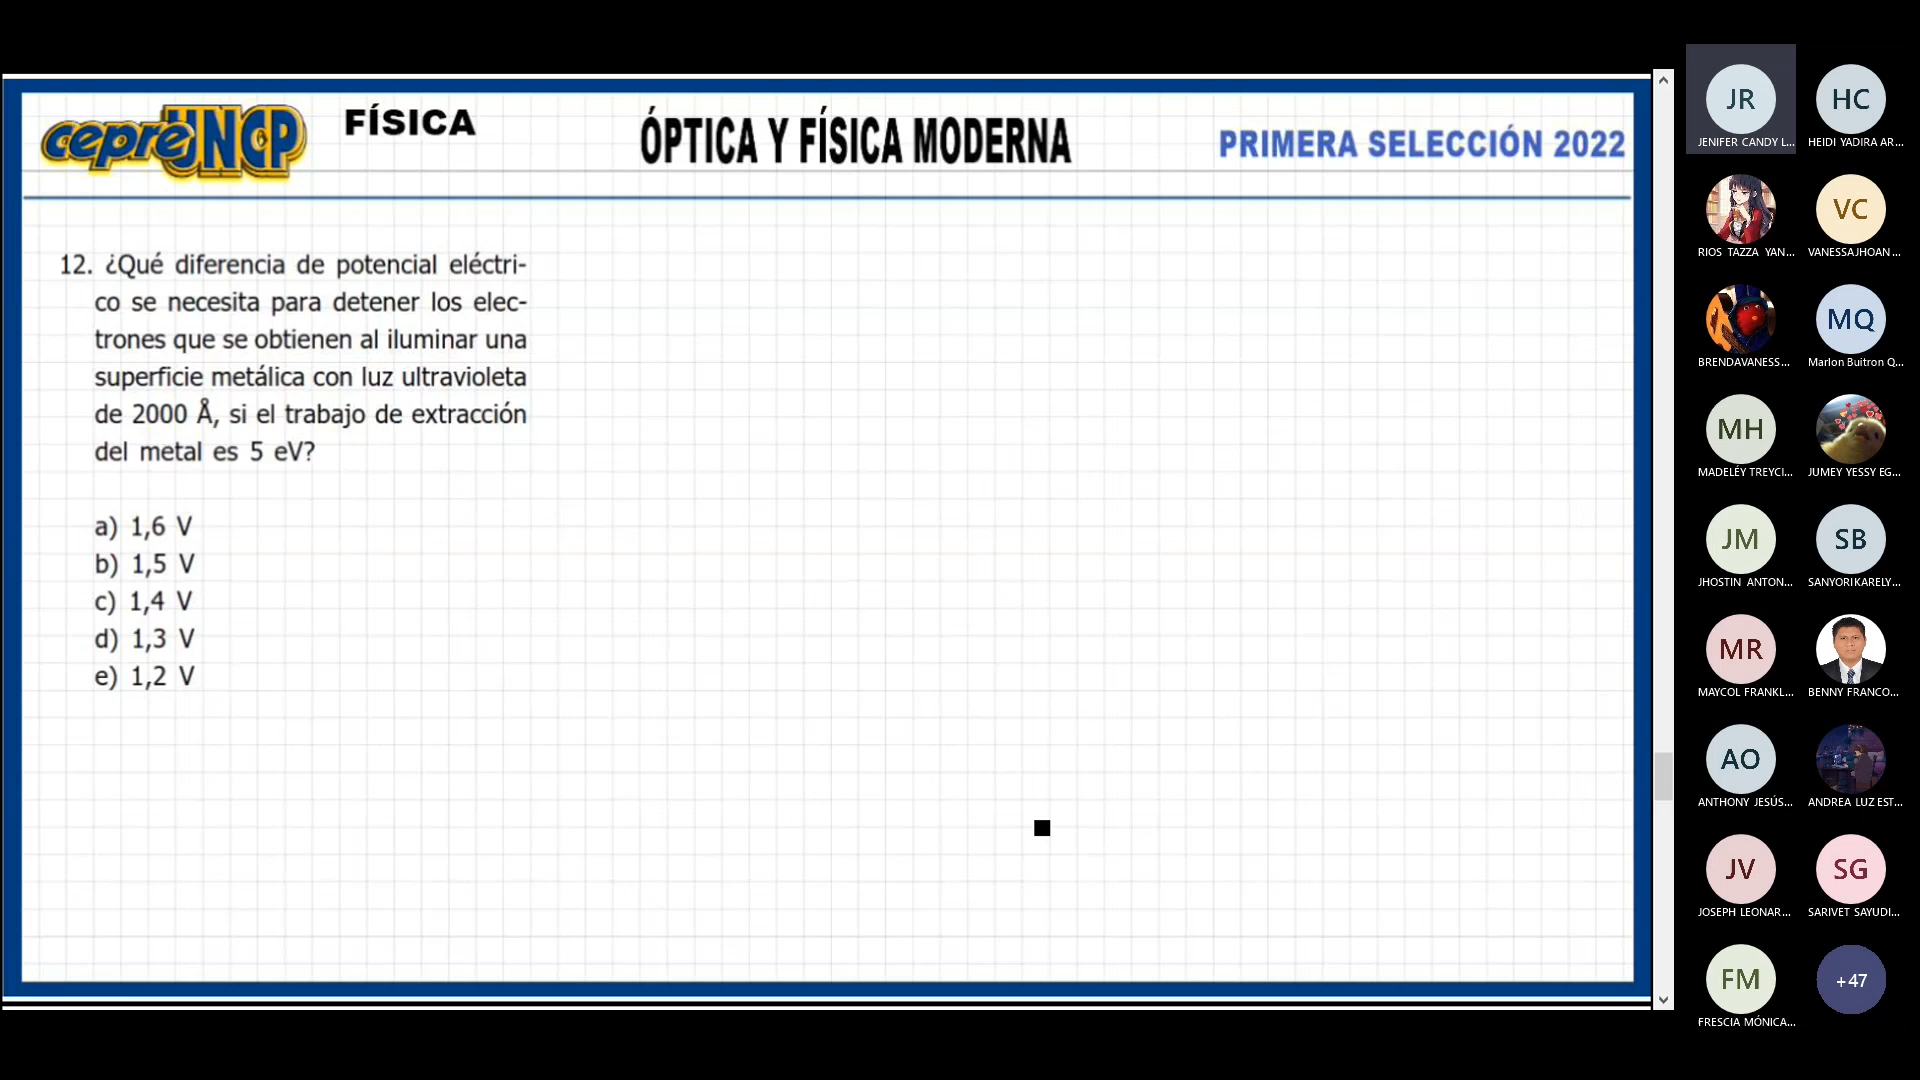 cepreUNCP
FÍSICA
ÓPTICA Y FÍSICA MODERNA
PRIMERA SELECCIÓN 2022
12. ¿Qué diferencia de potencial eléctri-
co se necesita para detener los elec-
trones que se obtienen al iluminar una
superficie metálica con luz ultravioleta
de 2000 Å, si el trabajo de extracción
del metal es 5 eV?
a) 1,6 V
b) 1,5 V
c) 1,4 V
d) 1,3 V
e) 1,2 V
JR
HC
JENIFER CANDY L...
HEIDI YADIRA AR...
VC
RIOS TAZZA YAN...
VANESSAJHOAN...
MQ
BRENDAVANESS...
Marlon Buitron Q...
MH
MADELÉY TREYCI...
JUMEY YESSY EG...
JM
SB
JHOSTIN ANTON...
SANYORIKARELY...
MR
MAYCOL FRANKL...
BENNY FRANCO...
AO
ANTHONY JESÚS...
ANDREA LUZ EST...
JV
SG
JOSEPH LEONAR...
SARIVET SAYUDI...
FM
+47
FRESCIA MÓNICA...